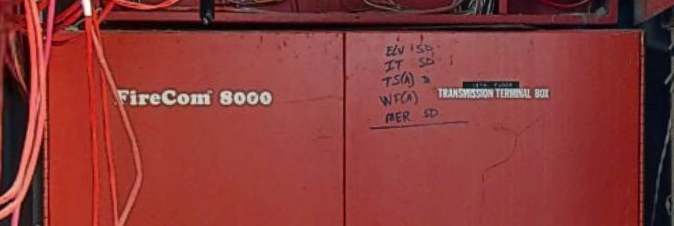 FireCom 8000
ELV SD
IT SD
TS(A)
WF(A)
MER SD
TRANSMISSION TERMINAL BOX